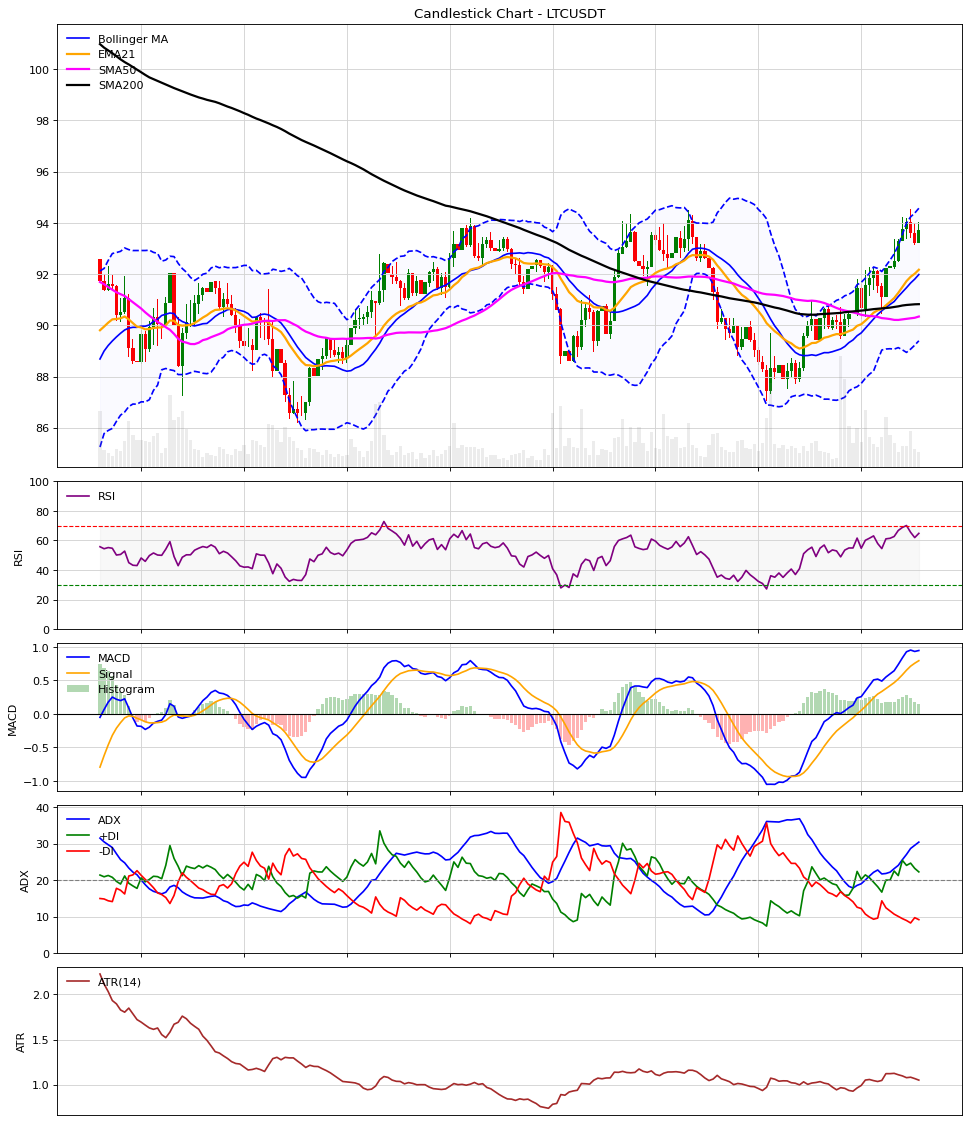 Candlestick Chart - LTCUSDT
Bollinger MA
EMA21
SMA50
SMA200
100
98
96
94
92
90
88
86
RSI
100
80
60
40
20
0
RSI
MACD
Signal
Histogram
1.0
0.5
0.0
−0.5
−1.0
MACD
ADX
+DI
-DI
40
30
20
10
0
ADX
ATR(14)
2.0
1.5
1.0
ATR